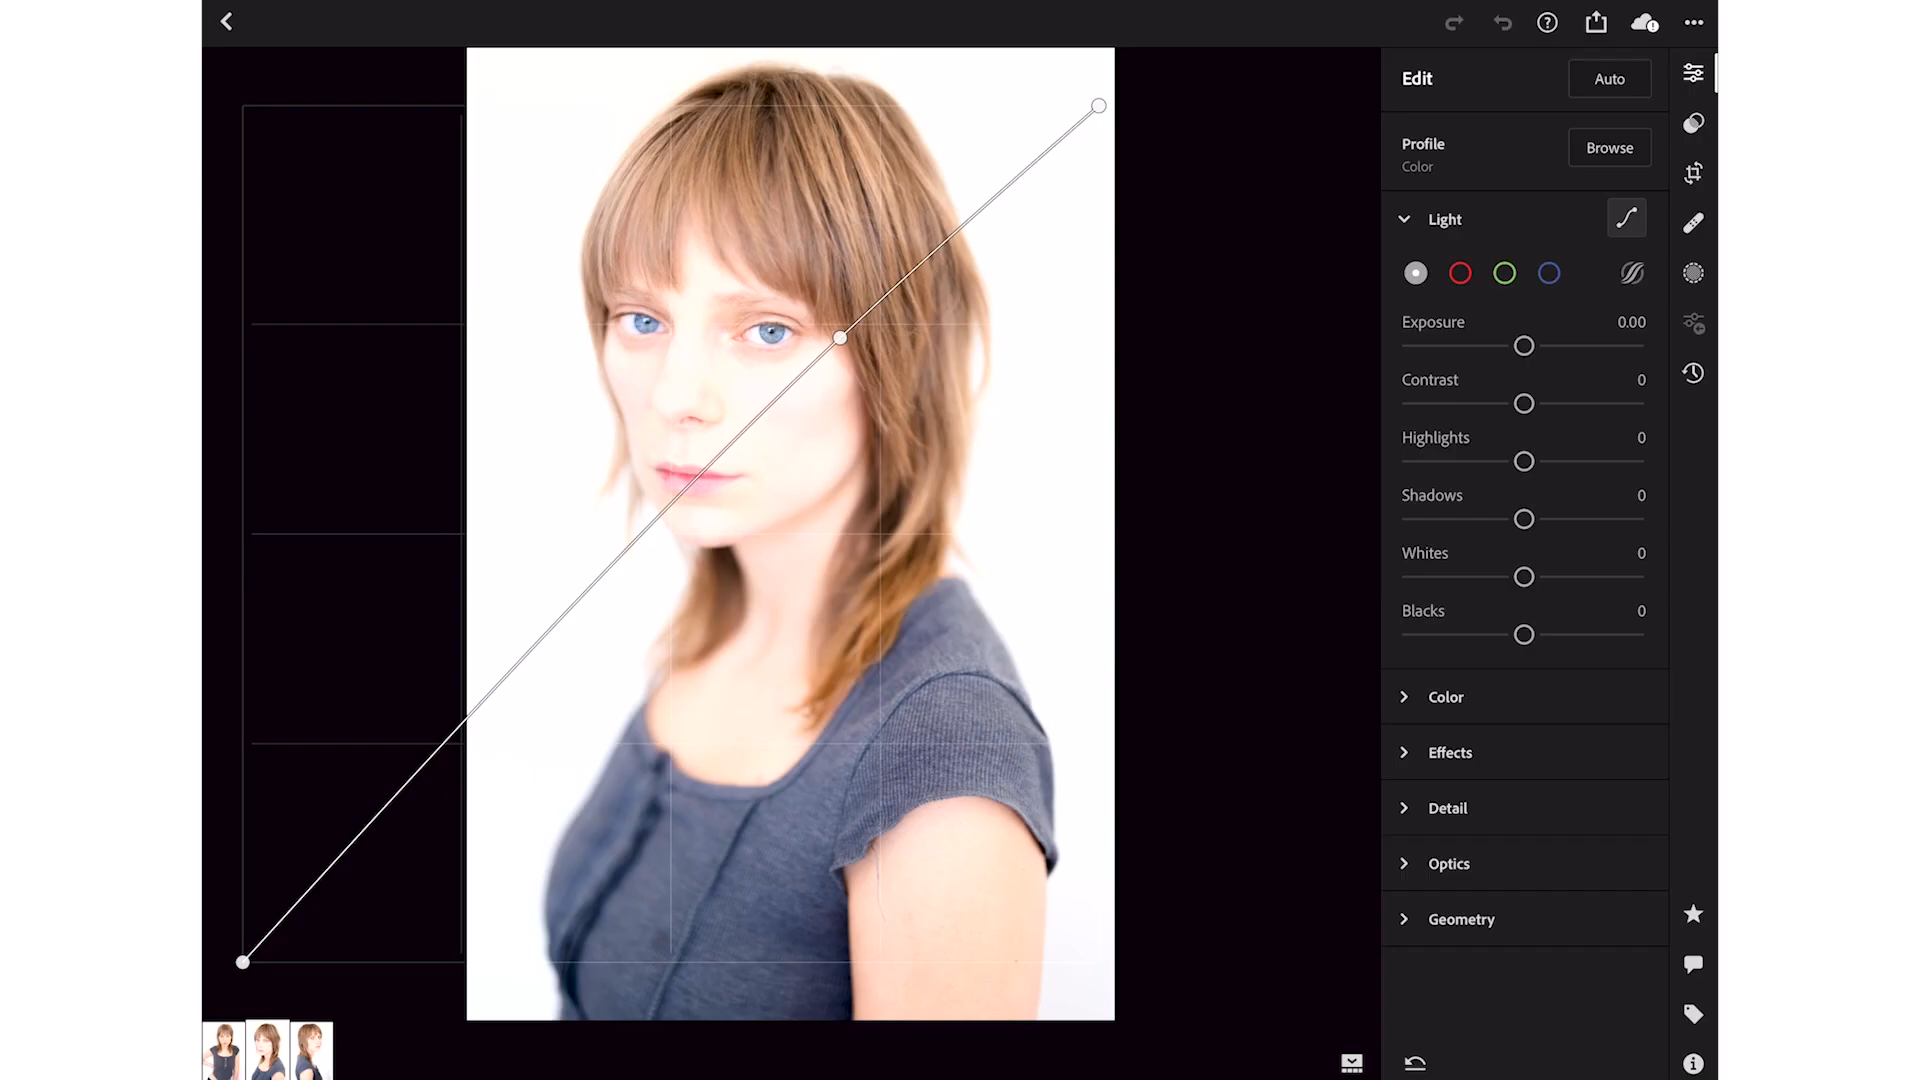 Edit
Auto
Profile
Browse
Color
Light
Exposure 0.00
Contrast 0
Highlights 0
Shadows 0
Whites 0
Blacks 0
Color
Effects
Detail
Optics
Geometry